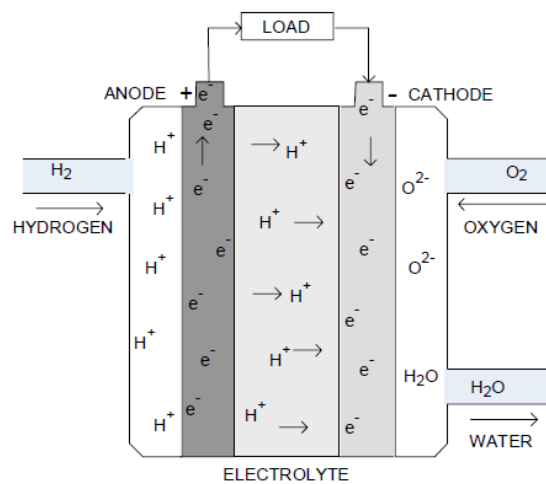 LOAD
ANODE + e⁻ - CATHODE
e⁻ e⁻
H⁺ H⁺
H₂ O₂
e⁻ e⁻ O²⁻
HYDROGEN OXYGEN
H⁺ H⁺
e⁻ e⁻
H⁺ O²⁻
H⁺
e⁻
e⁻
H⁺
H⁺
e⁻ e⁻
H₂O H₂O
e⁻ H⁺
H⁺ e⁻
WATER
ELECTROLYTE